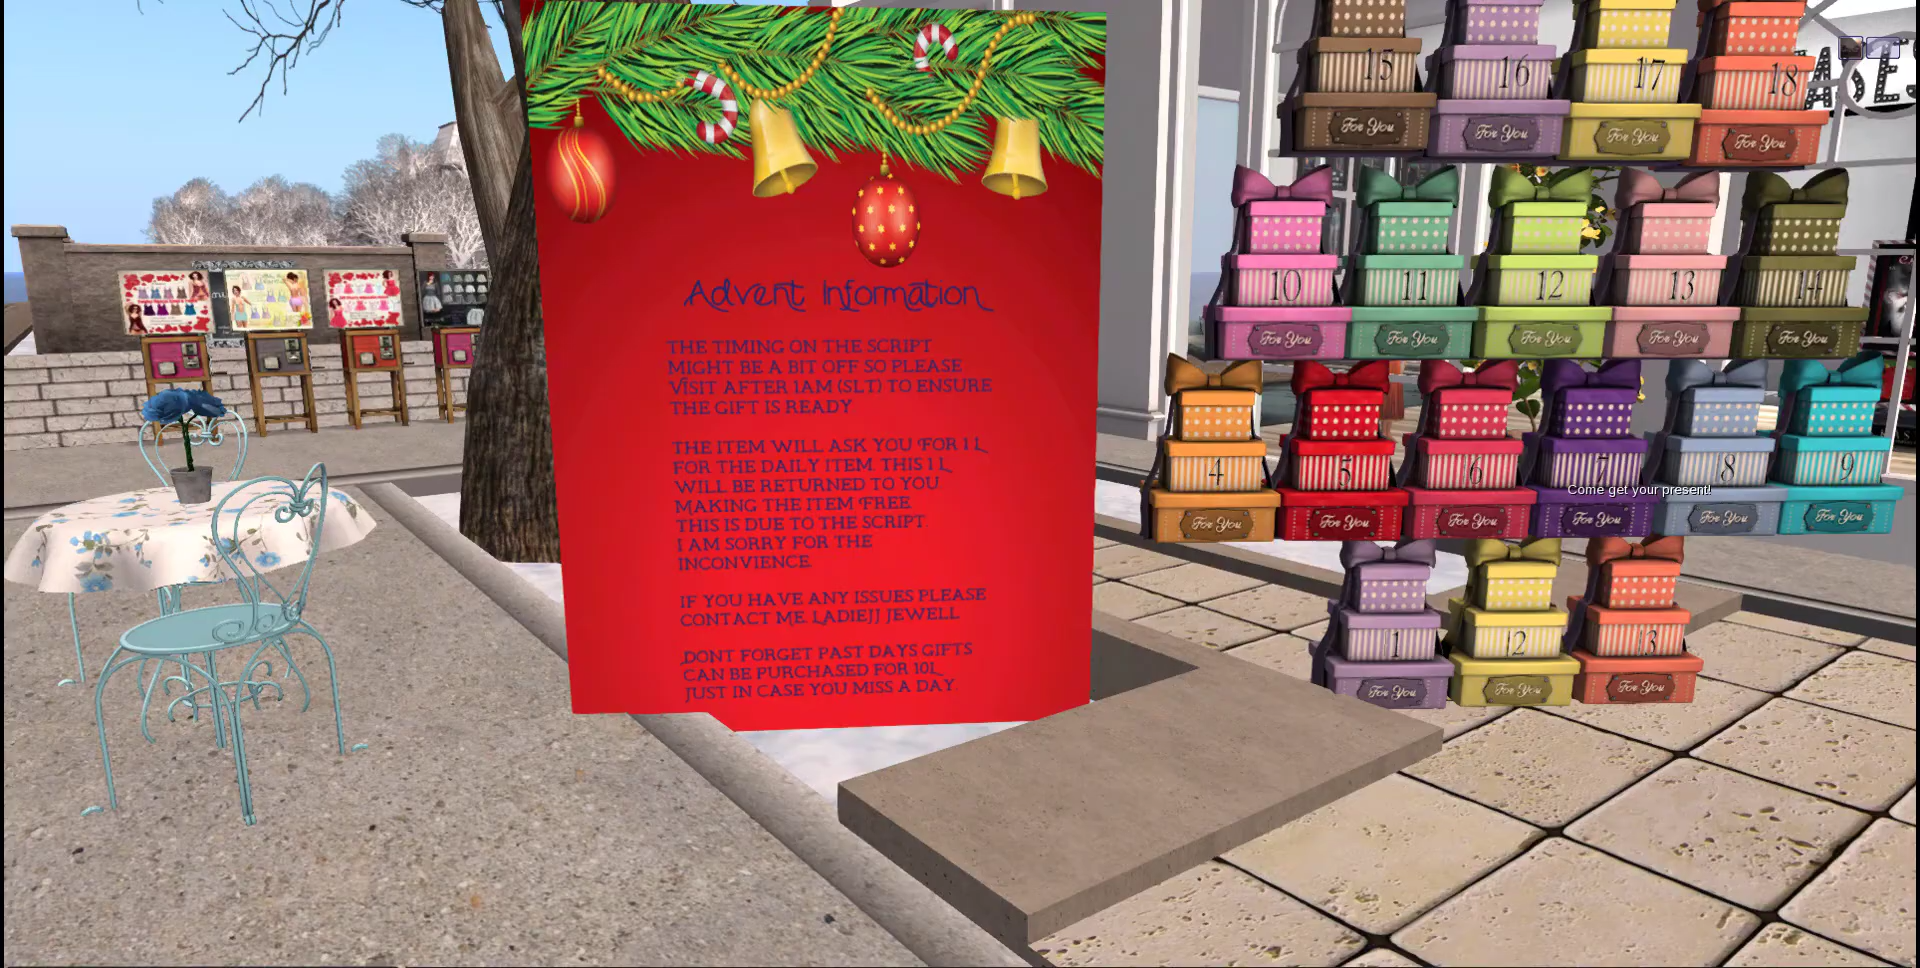 15 16 17 18
For You For You For You For You
10 11 12 13 14
For You For You For You For You For You
4 5 6 7 8 9
Come get your present!
For You For You For You For You For You For You
1 2 3
For You For You For You
Advent Information
THE TIMING ON THE SCRIPT
MIGHT BE A BIT OFF SO PLEASE
VISIT AFTER 1AM (SLT) TO ENSURE
THE GIFT IS READY
THE ITEM WILL ASK YOU FOR 1 L
FOR THE DAILY ITEM. THIS 1 L
WILL BE RETURNED TO YOU
MAKING THE ITEM FREE
THIS IS DUE TO THE SCRIPT.
I AM SORRY FOR THE
INCONVIENCE.
IF YOU HAVE ANY ISSUES PLEASE
CONTACT ME LADIEJJ JEWELL
DONT FORGET PAST DAYS GIFTS
CAN BE PURCHASED FOR 10L
JUST IN CASE YOU MISS A DAY.